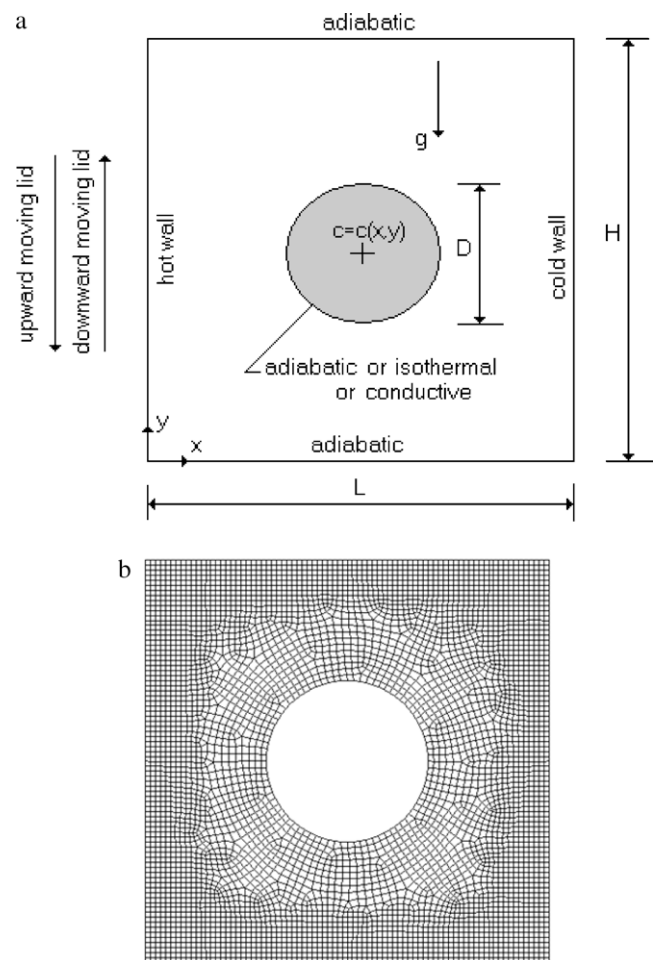 a
adiabatic
g
upward moving lid
downward moving lid
hot wall
c=c(x,y)
D
cold wall
H
adiabatic or isothermal
or conductive
y
x
adiabatic
L
b